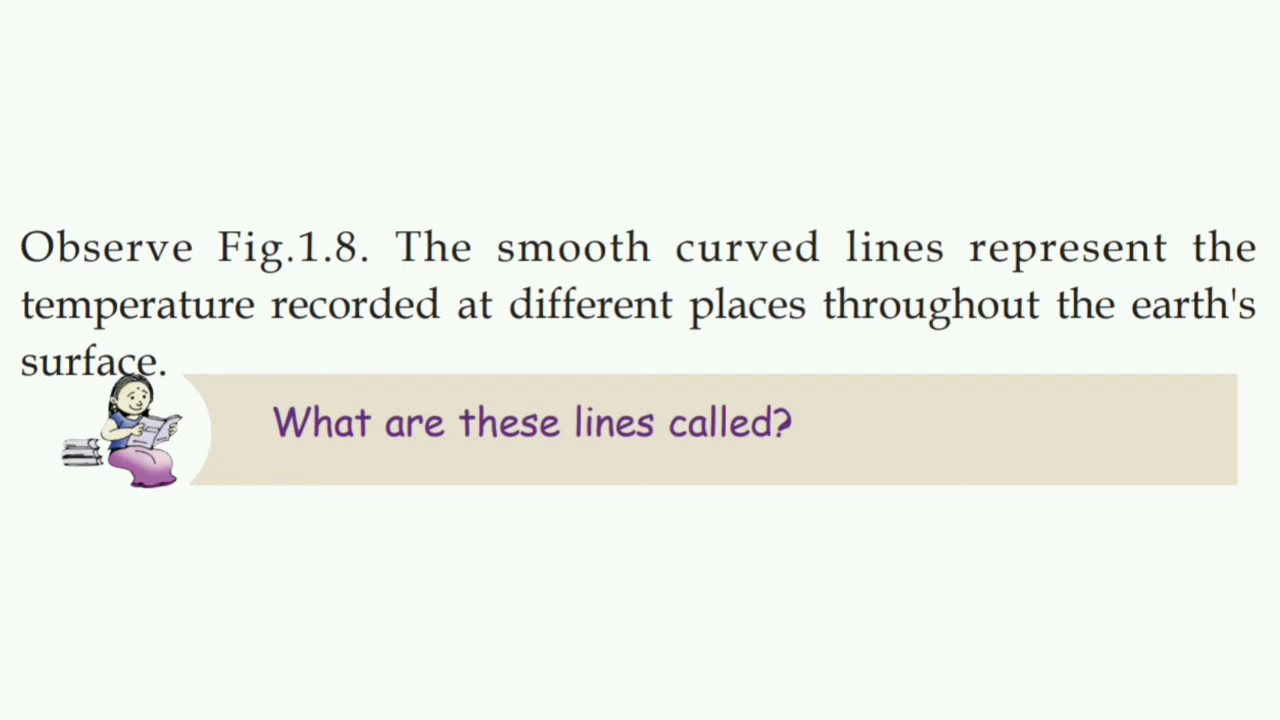 Observe Fig.1.8. The smooth curved lines represent the
temperature recorded at different places throughout the earth's
surface.
What are these lines called?